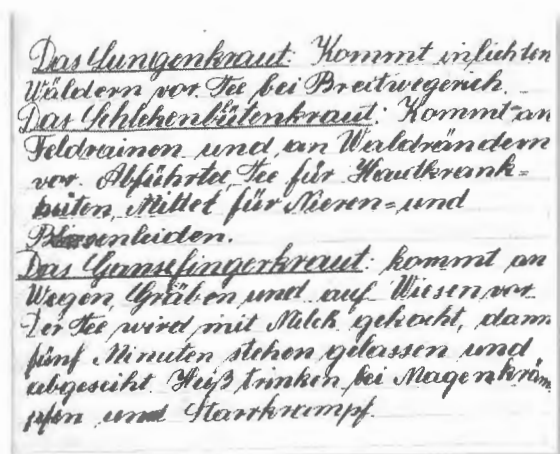 Das Lungenkraut: Kommt in lichten
Wäldern vor. Tee bei Breitwegerich.
Das Schlehenblütenkraut: Kommt an
Feldrainen und an Waldrändern
vor. Abführtee, Tee für Hautkrank=
heiten, Mittel für Nieren= und
Blasenleiden.
Das Gänsefingerkraut: kommt an
Wegen, Gräben und auf Wiesen vor.
Der Tee wird mit Milch gekocht, dann
fünf Minuten stehen gelassen und
abgeseiht. Heiß trinken bei Magenkräm
pfen und Starrkrampf.